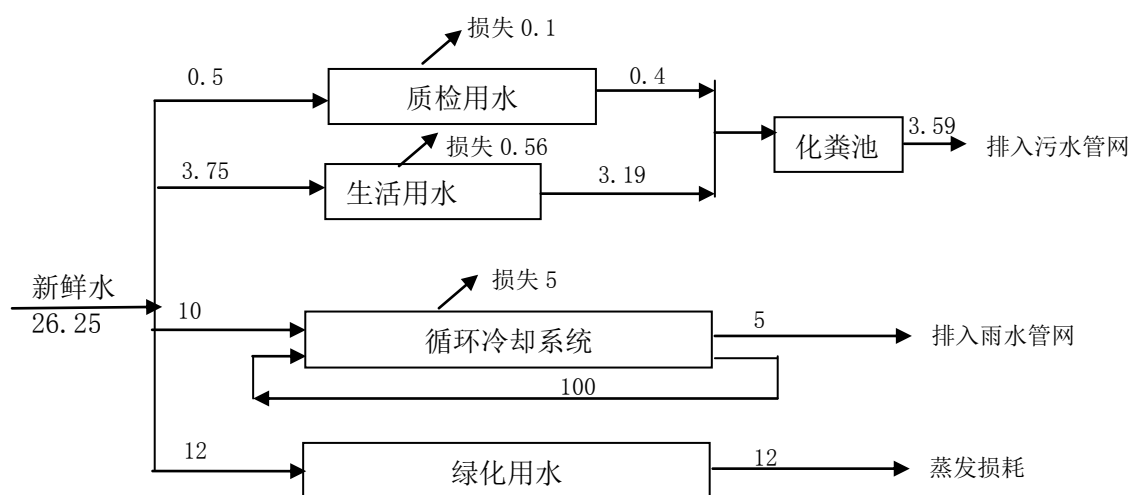 损失 0.1
0.5
质检用水
0.4
损失 0.56
化粪池
3.59
排入污水管网
3.75
生活用水
3.19
新鲜水
26.25
损失 5
10
循环冷却系统
5
排入雨水管网
100
12
绿化用水
12
蒸发损耗